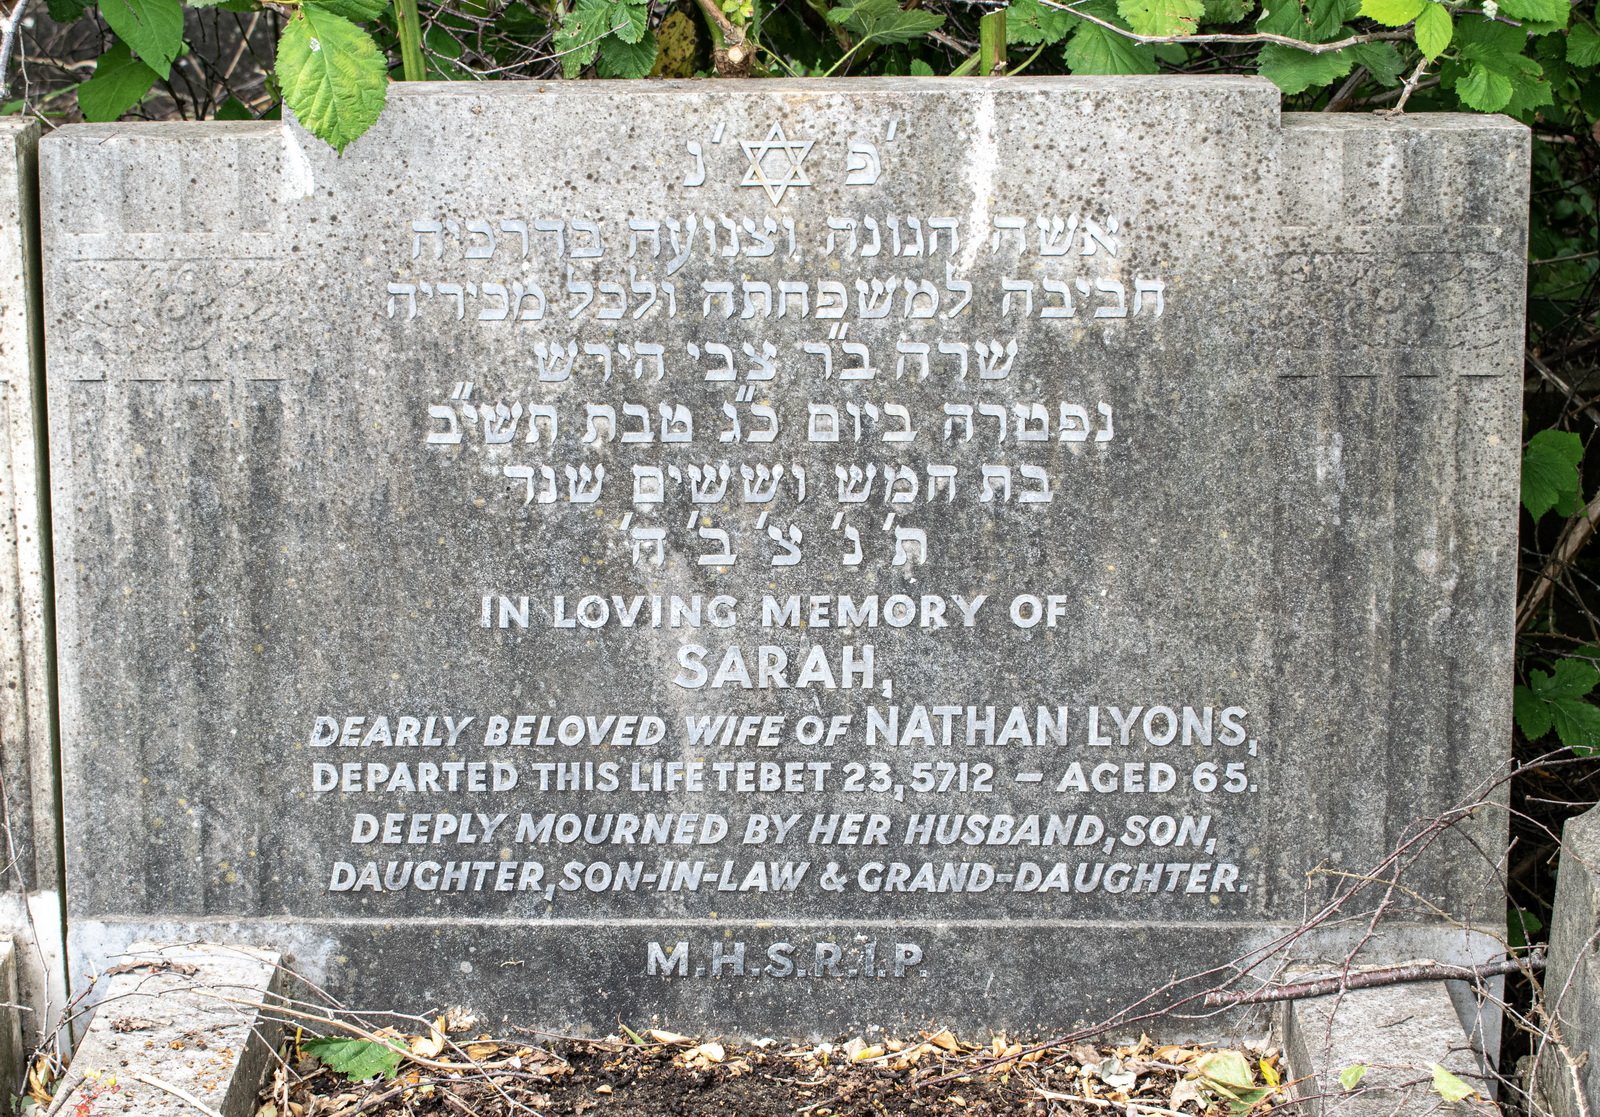 פ' נ'
אשה הגונה וצנועה בדרכיה
חביבה למשפחתה ולכל מכיריה
שרה ב״ר צבי הירש
נפטרה ביום כ״ג טבת תשי״ב
בת חמש וששים שנה
ת' נ' צ' ב' ה'
IN LOVING MEMORY OF
SARAH,
DEARLY BELOVED WIFE OF NATHAN LYONS,
DEPARTED THIS LIFE TEBET 23, 5712 — AGED 65.
DEEPLY MOURNED BY HER HUSBAND, SON,
DAUGHTER, SON-IN-LAW & GRAND-DAUGHTER.
M.H.S.R.I.P.